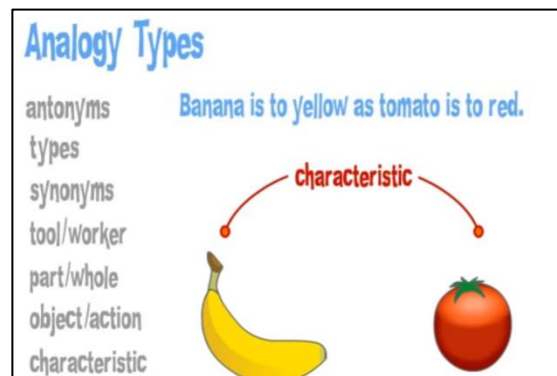 Analogy Types
antonyms
types
synonyms
tool/worker
part/whole
object/action
characteristic
Banana is to yellow as tomato is to red.
characteristic